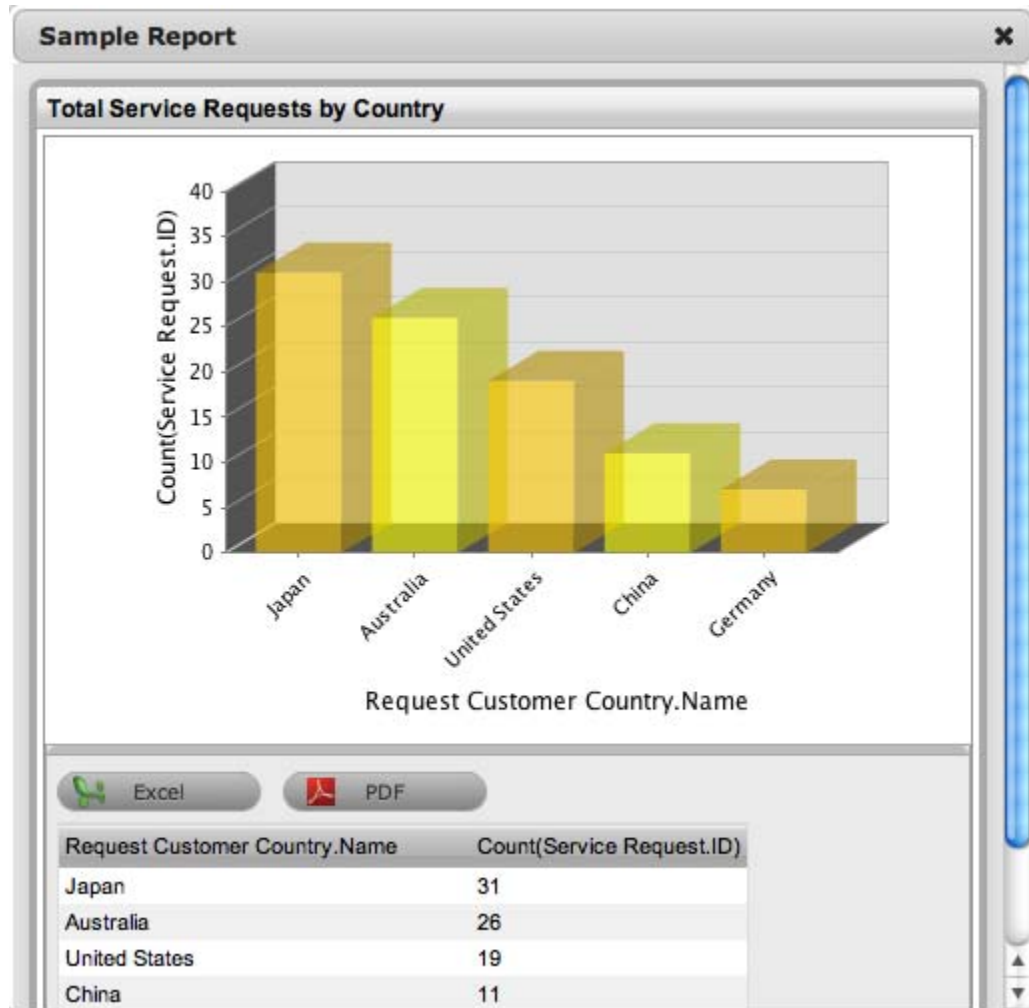 Sample Report
Total Service Requests by Country
Count(Service Request.ID)
40
35
30
25
20
15
10
5
0
Japan
Australia
United States
China
Germany
Request Customer Country.Name
Excel
PDF
Request Customer Country.Name Count(Service Request.ID)
Japan 31
Australia 26
United States 19
China 11